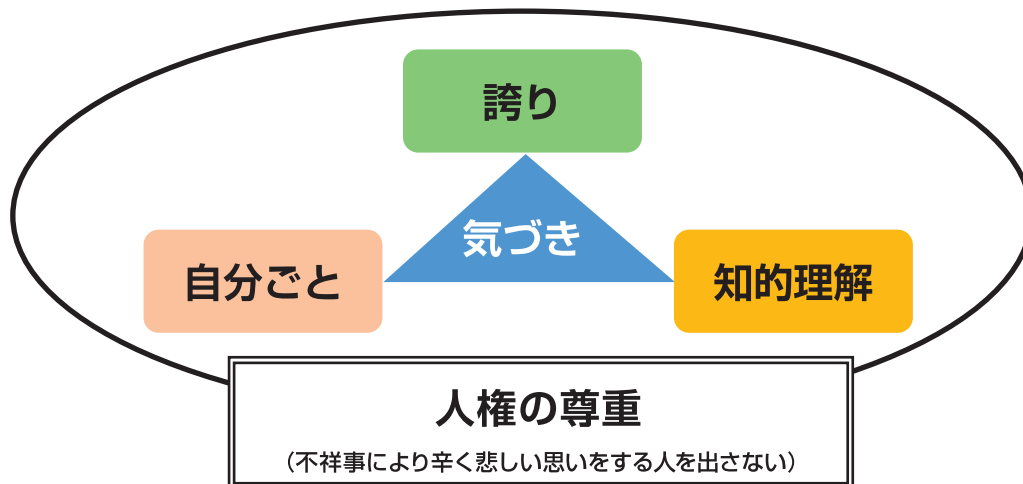 誇り
気づき
自分ごと
知的理解
人権の尊重
（不祥事により辛く悲しい思いをする人を出さない）